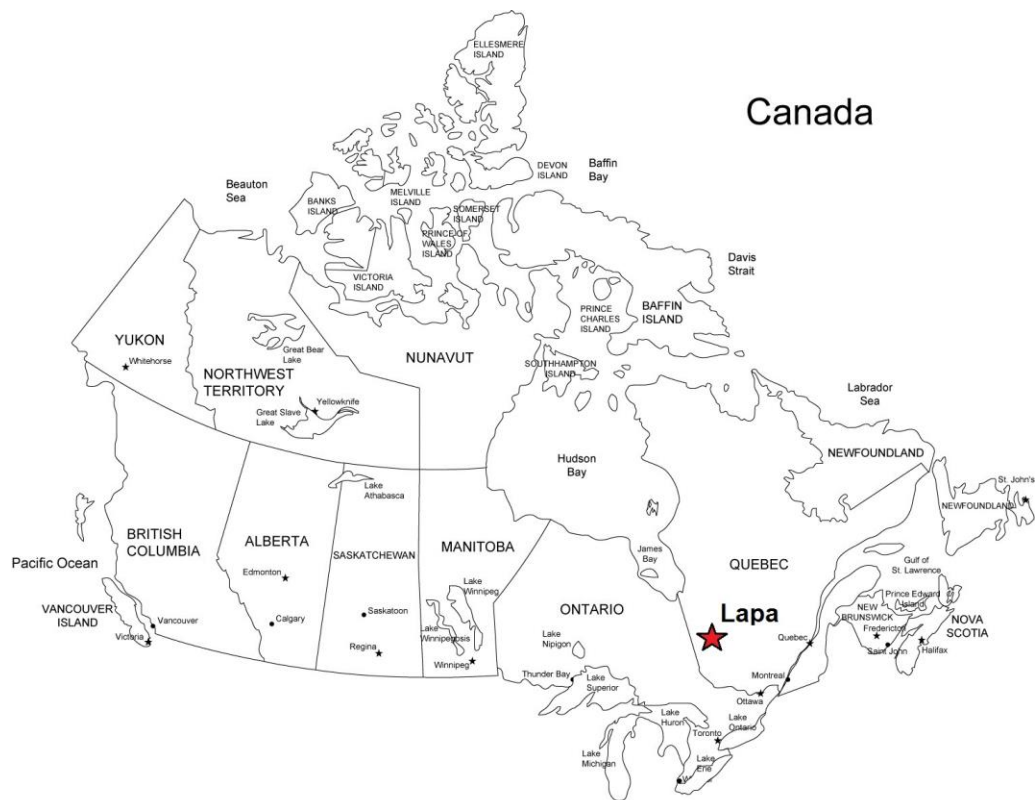 ELLESMERE
ISLAND
Canada
DEVON
ISLAND
Baffin
Bay
Beauton
Sea
BANKS
ISLAND
MELVILLE
ISLAND
SOMERSET
ISLAND
PRINCE OF
WALES
ISLAND
VICTORIA
ISLAND
Davis
Strait
PRINCE
CHARLES
ISLAND
BAFFIN
ISLAND
YUKON
Whitehorse
Great Bear
Lake
NORTHWEST
TERRITORY
NUNAVUT
SOUTHHAMPTON
ISLAND
Yellowknife
Great Slave
Lake
Labrador
Sea
Hudson
Bay
NEWFOUNDLAND
St. John's
NEWFOUNDLAND
Lake
Athabasca
BRITISH
COLUMBIA
ALBERTA
SASKATCHEWAN
MANITOBA
Pacific Ocean
Edmonton
James
Bay
QUEBEC
Gulf of
St. Lawrence
Lake
Winnipeg
VANCOUVER
ISLAND
Vancouver
Victoria
Calgary
Saskatoon
Regina
Lake
Winnipegosis
Winnipeg
ONTARIO
Lapa
Prince Edward
Island
NEW
BRUNSWICK
Fredericton
NOVA
SCOTIA
Lake
Nipigon
Quebec
Saint John
Halifax
Thunder Bay
Lake
Superior
Montreal
Ottawa
Lake
Huron
Lake
Ontario
Toronto
Lake
Michigan
Lake
Erie